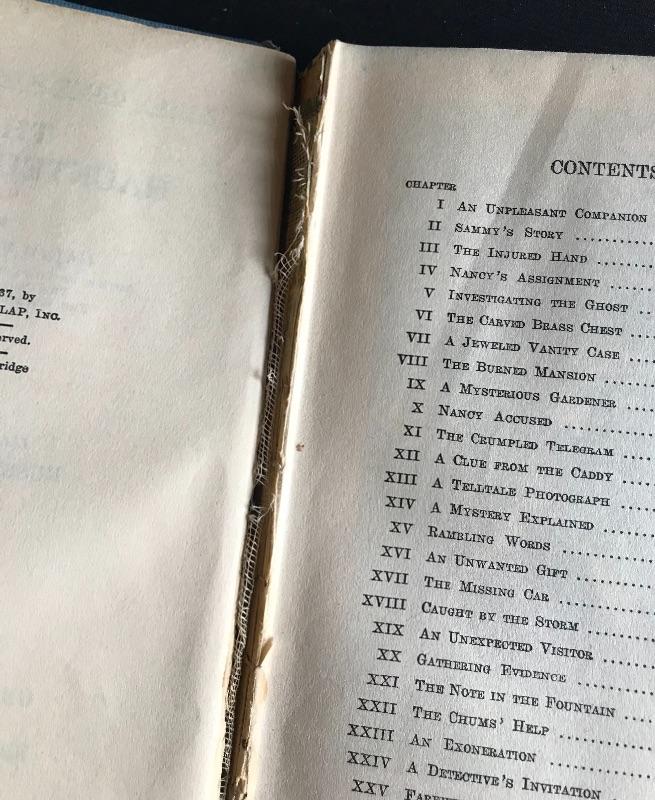 37, by
LAP, Inc.
erved.
ridge
CONTENTS
CHAPTER
I An Unpleasant Companion
II Sammy's Story ..........
III The Injured Hand
IV Nancy's Assignment ......
V Investigating the Ghost ..
VI The Carved Brass Chest ...
VII A Jeweled Vanity Case ....
VIII The Burned Mansion .......
IX A Mysterious Gardener ....
X Nancy Accused ............
XI The Crumpled Telegram ....
XII A Clue from the Caddy ....
XIII A Telltale Photograph ....
XIV A Mystery Explained ......
XV Rambling Words ...........
XVI An Unwanted Gift .........
XVII The Missing Car ..........
XVIII Caught by the Storm ......
XIX An Unexpected Visitor .....
XX Gathering Evidence ........
XXI The Note in the Fountain ..
XXII The Chums' Help ..........
XXIII An Exoneration ...........
XXIV A Detective's Invitation
XXV